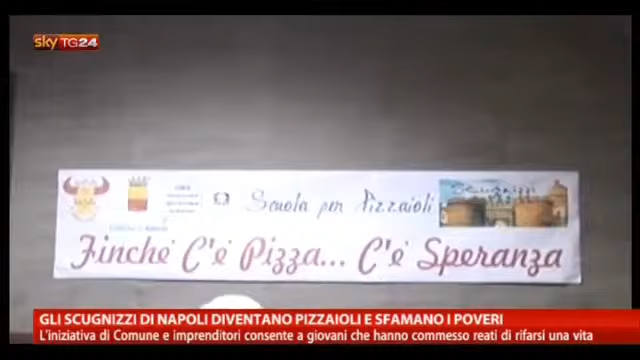 sky TG24
Scuola per Pizzaioli
Scugnizzi
Finche' C'è Pizza... C'è Speranza
GLI SCUGNIZZI DI NAPOLI DIVENTANO PIZZAIOLI E SFAMANO I POVERI
L'iniziativa di Comune e imprenditori consente a giovani che hanno commesso reati di rifarsi una vita